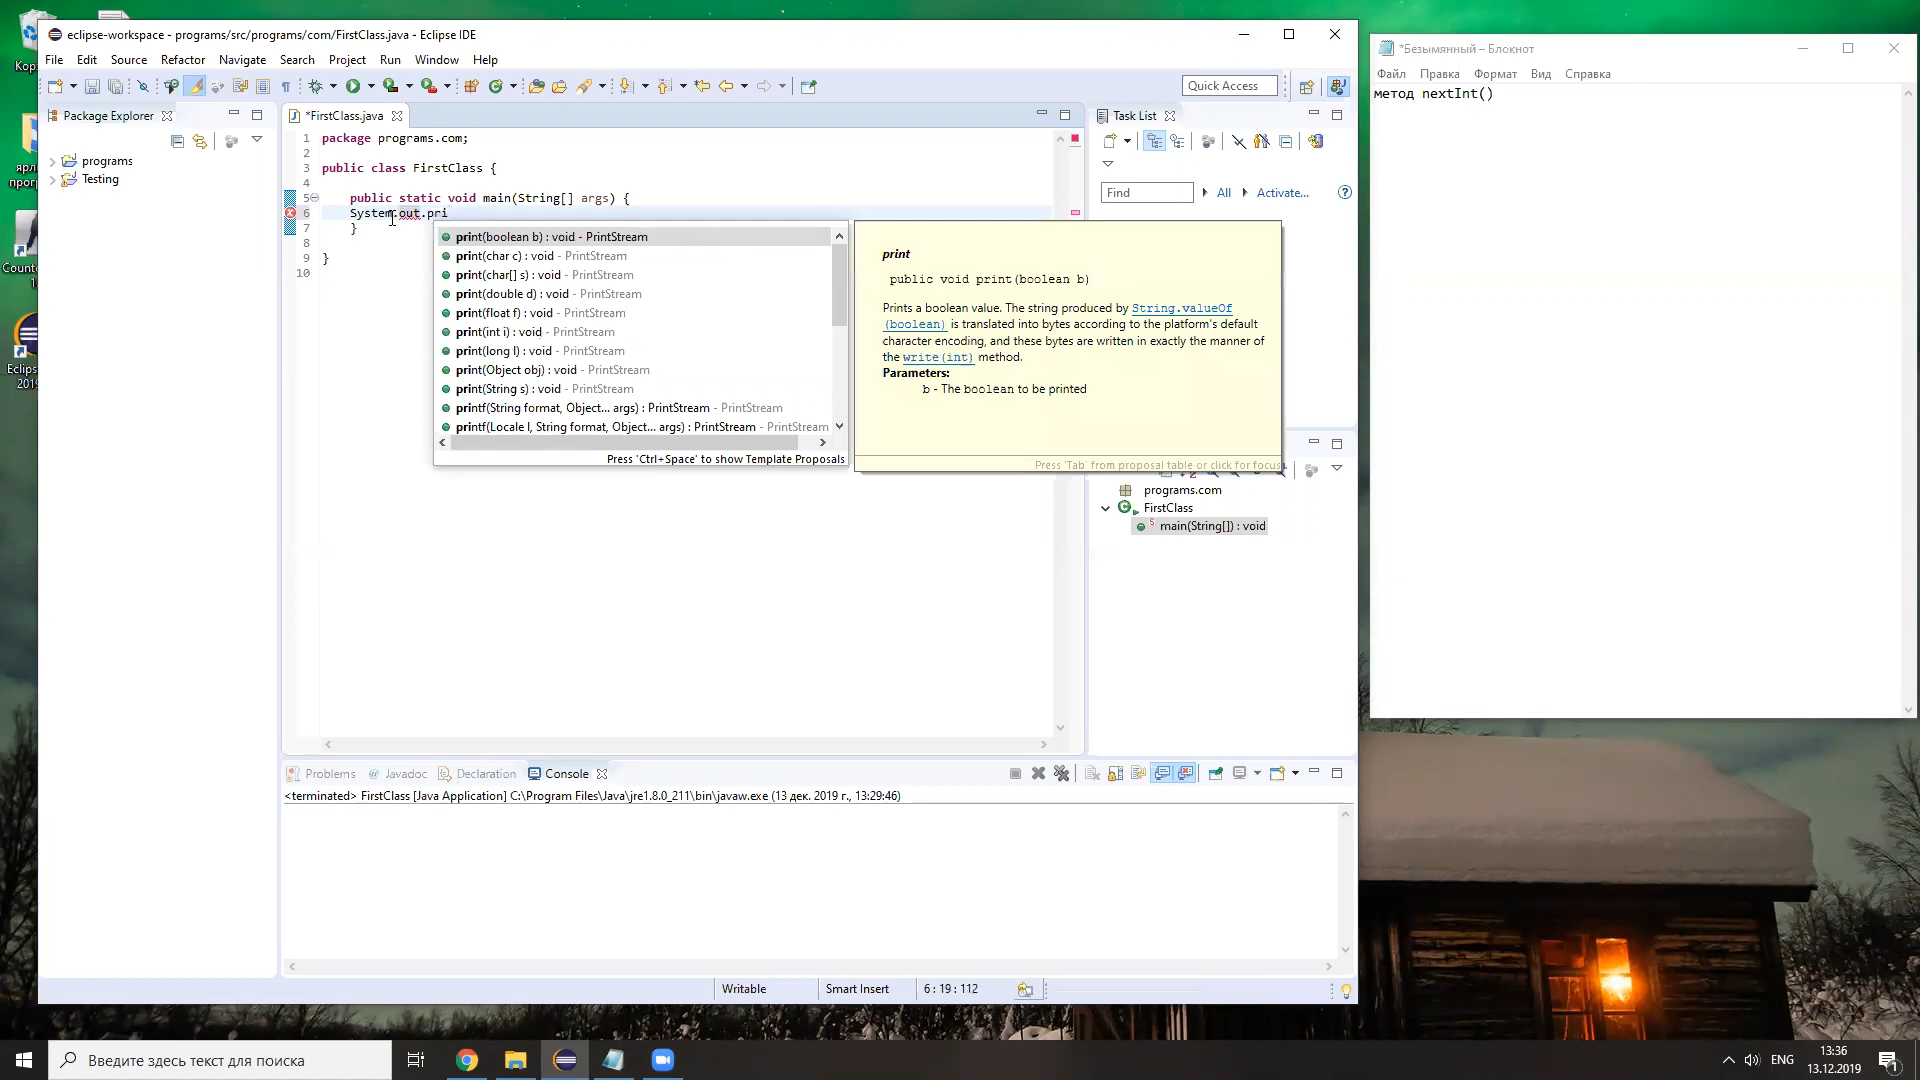 eclipse-workspace - programs/src/programs/com/FirstClass.java - Eclipse IDE
File Edit Source Refactor Navigate Search Project Run Window Help
Quick Access
Package Explorer
programs
Testing
*FirstClass.java
1 package programs.com;
2
3 public class FirstClass {
4
5 public static void main(String[] args) {
6 System.out.pri
7 }
8
9 }
10
print(boolean b) : void - PrintStream
print(char c) : void - PrintStream
print(char[] s) : void - PrintStream
print(double d) : void - PrintStream
print(float f) : void - PrintStream
print(int i) : void - PrintStream
print(long l) : void - PrintStream
print(Object obj) : void - PrintStream
print(String s) : void - PrintStream
printf(String format, Object... args) : PrintStream - PrintStream
printf(Locale l, String format, Object... args) : PrintStream - PrintStream
Press 'Ctrl+Space' to show Template Proposals
print
public void print(boolean b)
Prints a boolean value. The string produced by String.valueOf
(boolean) is translated into bytes according to the platform's default
character encoding, and these bytes are written in exactly the manner of
the write(int) method.
Parameters:
b - The boolean to be printed
Press 'Tab' from proposal table or click for focus
Task List
Find All Activate...
programs.com
FirstClass
main(String[]) : void
Problems @ Javadoc Declaration Console
<terminated> FirstClass [Java Application] C:\Program Files\Java\jre1.8.0_211\bin\javaw.exe (13 дек. 2019 г., 13:29:46)
Writable Smart Insert 6 : 19 : 112
*Безымянный – Блокнот
Файл Правка Формат Вид Справка
метод nextInt()
Введите здесь текст для поиска
ENG
13:36
13.12.2019
1